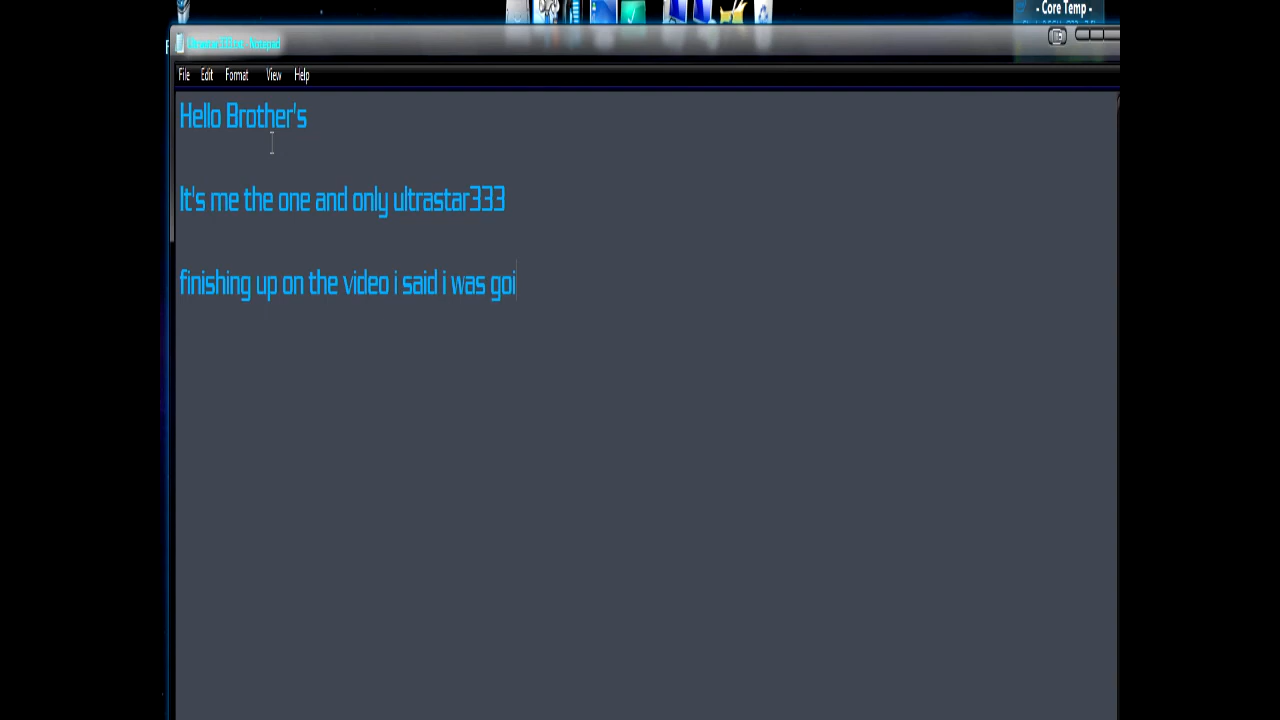 - Core Temp -
File Edit Format View Help
Hello Brother's
It's me the one and only ultrastar333
finishing up on the video i said i was goi